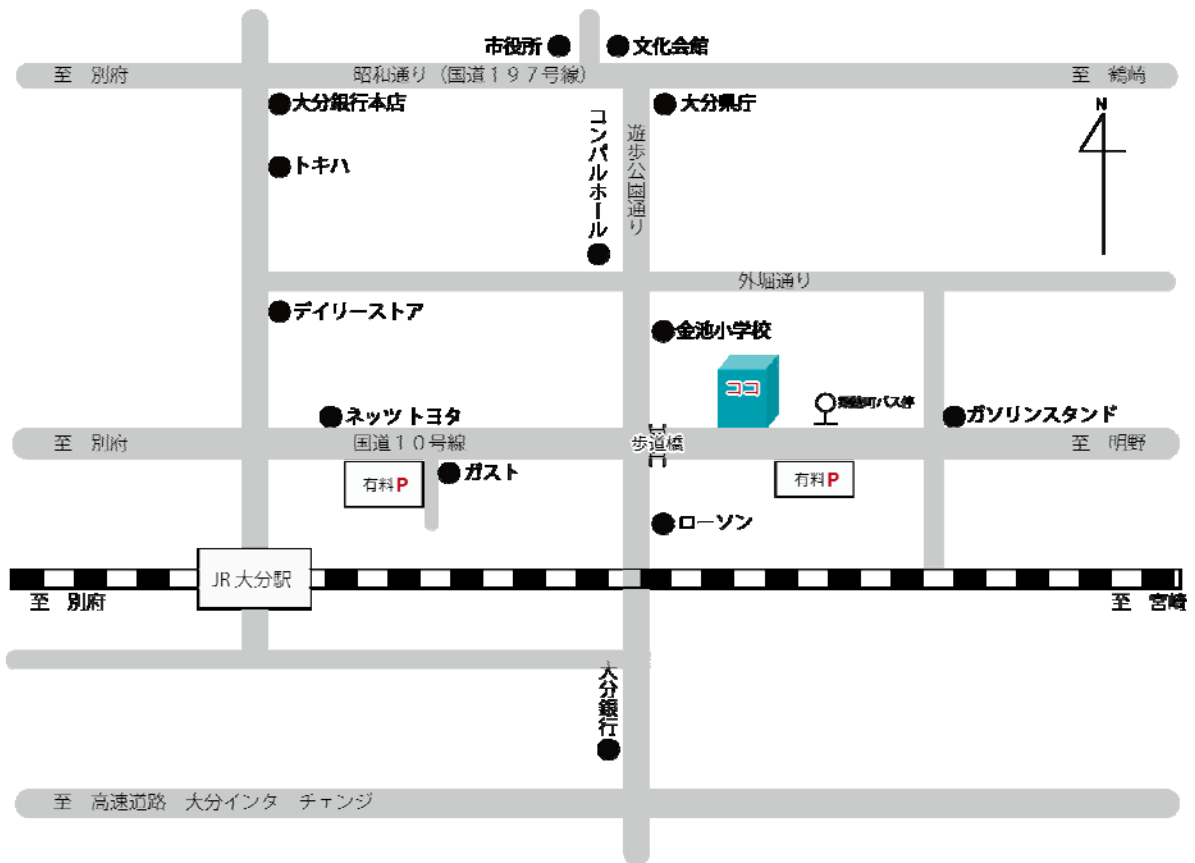 市役所
文化会館
至 別府
昭和通り（国道１９７号線）
至 鶴崎
大分銀行本店
大分県庁
N
トキハ
コンパルホール
遊歩公園通り
外堀通り
デイリーストア
金池小学校
ココ
ネッツトヨタ
ガソリンスタンド
至 別府
国道１０号線
歩道橋
至 明野
ガスト
有料P
有料P
ローソン
JR大分駅
至 別府
至 宮崎
大分銀行
至 高速道路 大分インタ チェンジ